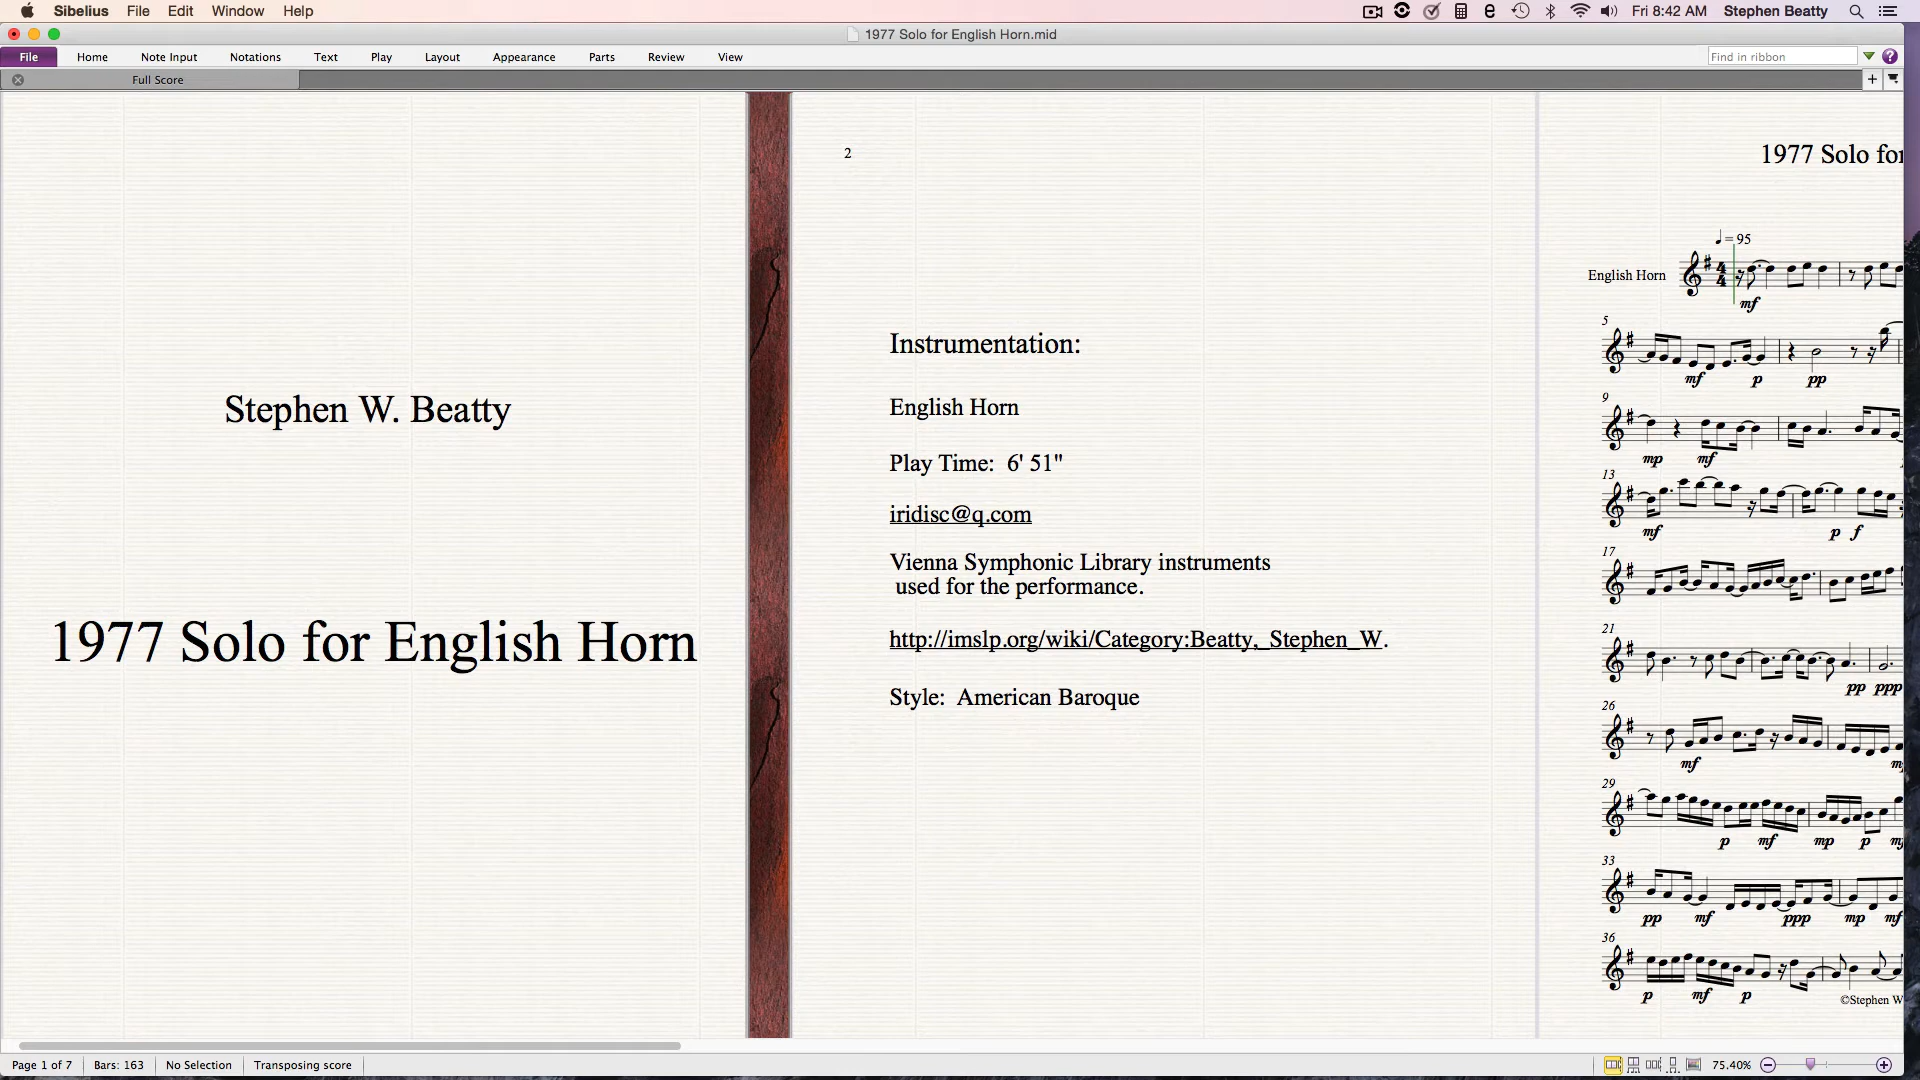 Sibelius File Edit Window Help Fri 8:42 AM Stephen Beatty
1977 Solo for English Horn.mid
File Home Note Input Notations Text Play Layout Appearance Parts Review View Find in ribbon
Full Score
Stephen W. Beatty
1977 Solo for English Horn
2
Instrumentation:
English Horn
Play Time: 6' 51"
iridisc@q.com
Vienna Symphonic Library instruments
used for the performance.
http://imslp.org/wiki/Category:Beatty,_Stephen_W.
Style: American Baroque
1977 Solo for
= 95
English Horn
mf
5
mf p pp
9
mp mf
13
mf p f
17
21
pp ppp
26
mf
29
p mf mp p
33
pp mf ppp mp mf
36
p mf p
©Stephen W
Page 1 of 7 Bars: 163 No Selection Transposing score 75.40%